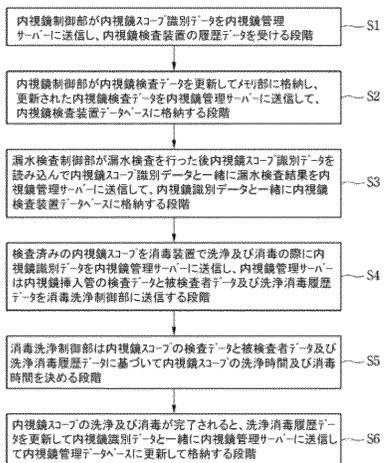 内視鏡制御部が内視鏡スコープ識別データを内視鏡管理
サーバーに送信し、内視鏡検査装置の履歴データを受ける段階
S1
内視鏡制御部が内視鏡検査データを更新してメモリ部に格納し、
更新された内視鏡検査データを内視鏡管理サーバーに送信して、
内視鏡検査装置データベースに格納する段階
S2
漏水検査制御部が漏水検査を行った後内視鏡スコープ識別データを
読み込んで内視鏡スコープ識別データと一緒に漏水検査結果を内
視鏡管理サーバーに送信して、内視鏡識別データと一緒に内視鏡
検査装置データベースに格納する段階
S3
検査済みの内視鏡スコープを消毒装置で洗浄及び消毒の際に内
視鏡識別データを内視鏡管理サーバーに送信し、内視鏡管理サーバー
は内視鏡挿入管の検査データと被検査者データ及び洗浄消毒履歴
データを消毒洗浄制御部に送信する段階
S4
消毒洗浄制御部は内視鏡スコープの検査データと被検査者データ及び
洗浄消毒履歴データに基づいて内視鏡スコープの洗浄時間及び消毒
時間を決める段階
S5
内視鏡スコープの洗浄及び消毒が完了されると、洗浄消毒履歴デー
タを更新して内視鏡識別データと一緒に内視鏡管理サーバーに送信し
て内視鏡管理データベースに更新して格納する段階
S6